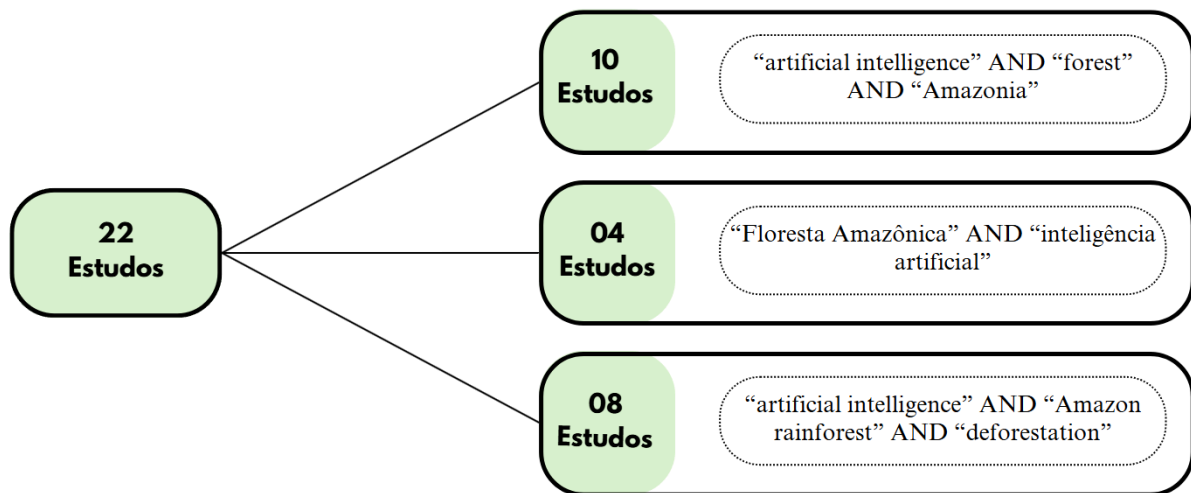 22
Estudos
10
Estudos
“artificial intelligence” AND “forest”
AND “Amazonia”
04
Estudos
“Floresta Amazônica” AND “inteligência
artificial”
08
Estudos
“artificial intelligence” AND “Amazon
rainforest” AND “deforestation”